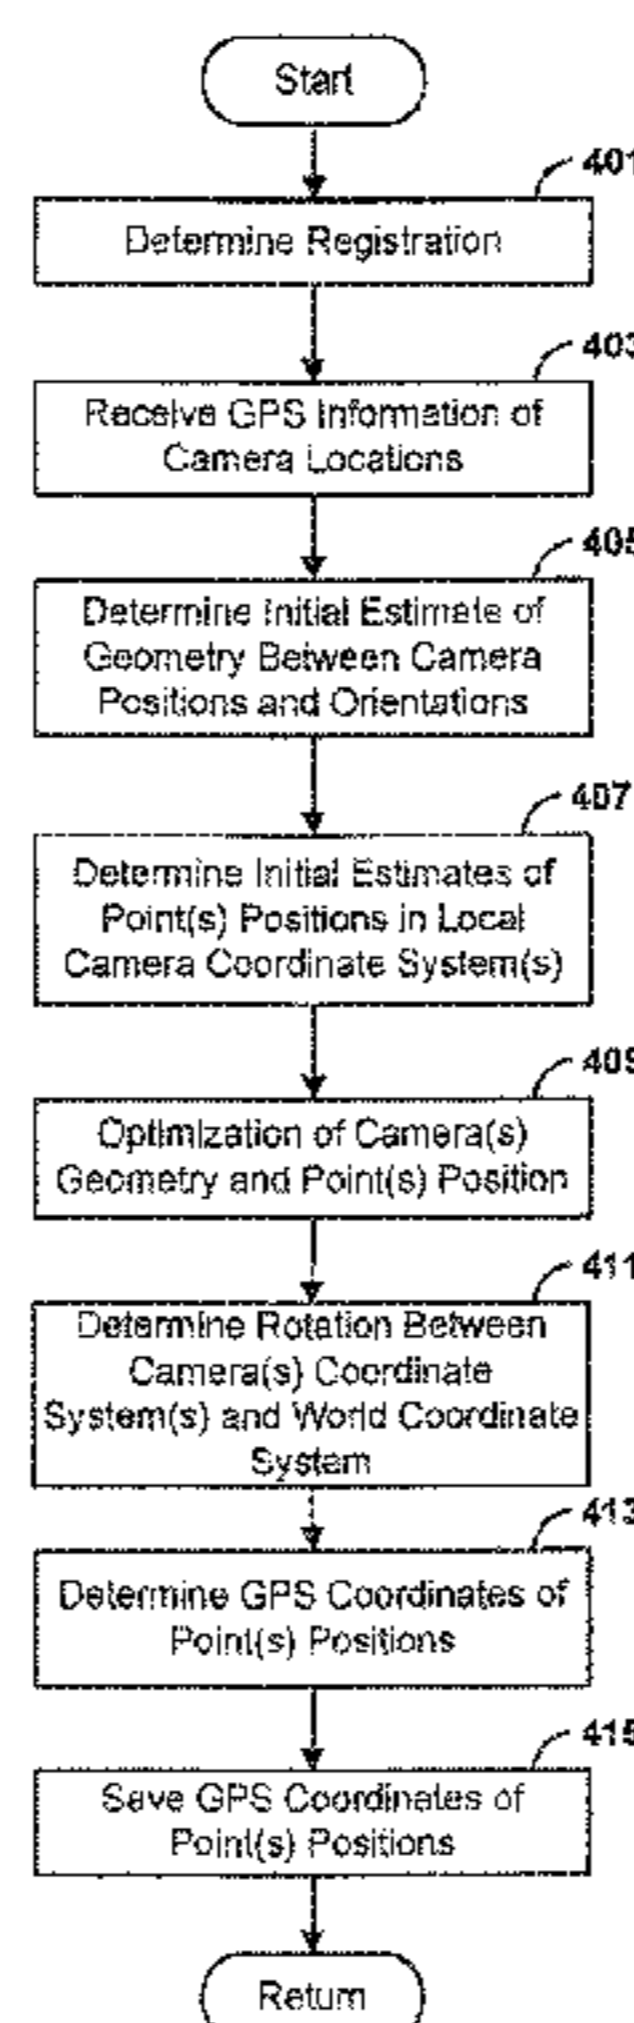 Start
401
Determine Registration
403
Receive GPS Information of
Camera Locations
405
Determine Initial Estimate of
Geometry Between Camera
Positions and Orientations
407
Determine Initial Estimates of
Point(s) Positions in Local
Camera Coordinate System(s)
409
Optimization of Camera(s)
Geometry and Point(s) Position
411
Determine Rotation Between
Camera(s) Coordinate
System(s) and World Coordinate
System
413
Determine GPS Coordinates of
Point(s) Positions
415
Save GPS Coordinates of
Point(s) Positions
Return